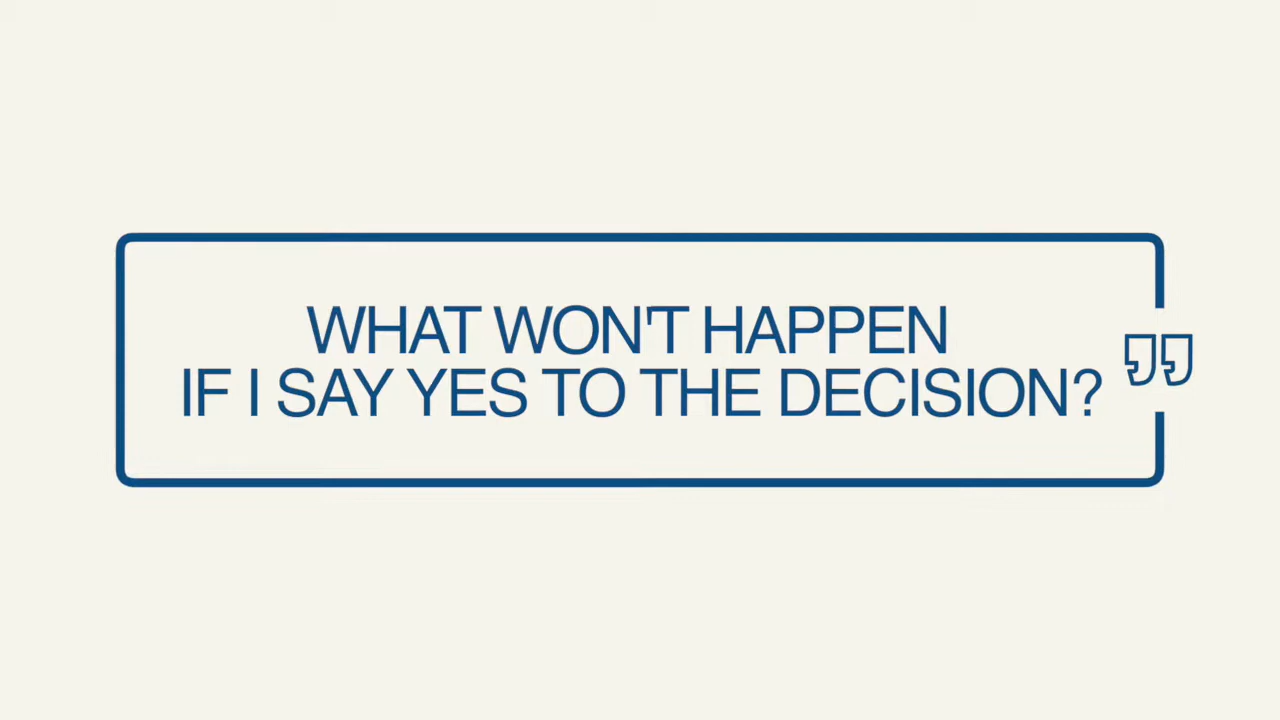 WHAT WON'T HAPPEN
IF I SAY YES TO THE DECISION?